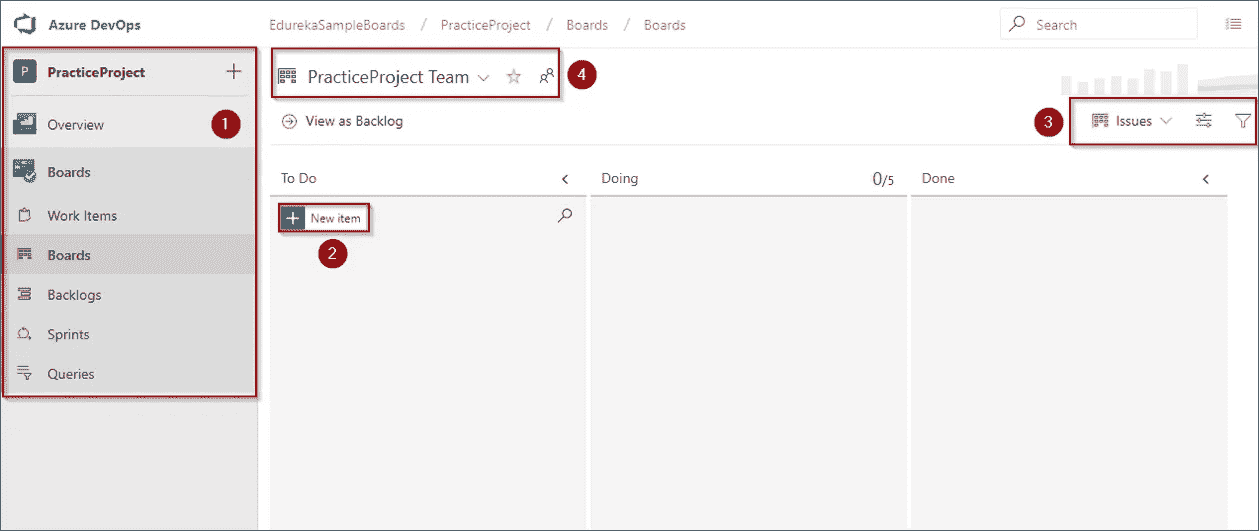 Azure DevOps
EdurekaSampleBoards / PracticeProject / Boards / Boards
Search
P PracticeProject
PracticeProject Team
4
Overview
1
View as Backlog
3
Issues
Boards
To Do
Doing
0/5
Done
Work Items
New item
2
Boards
Backlogs
Sprints
Queries